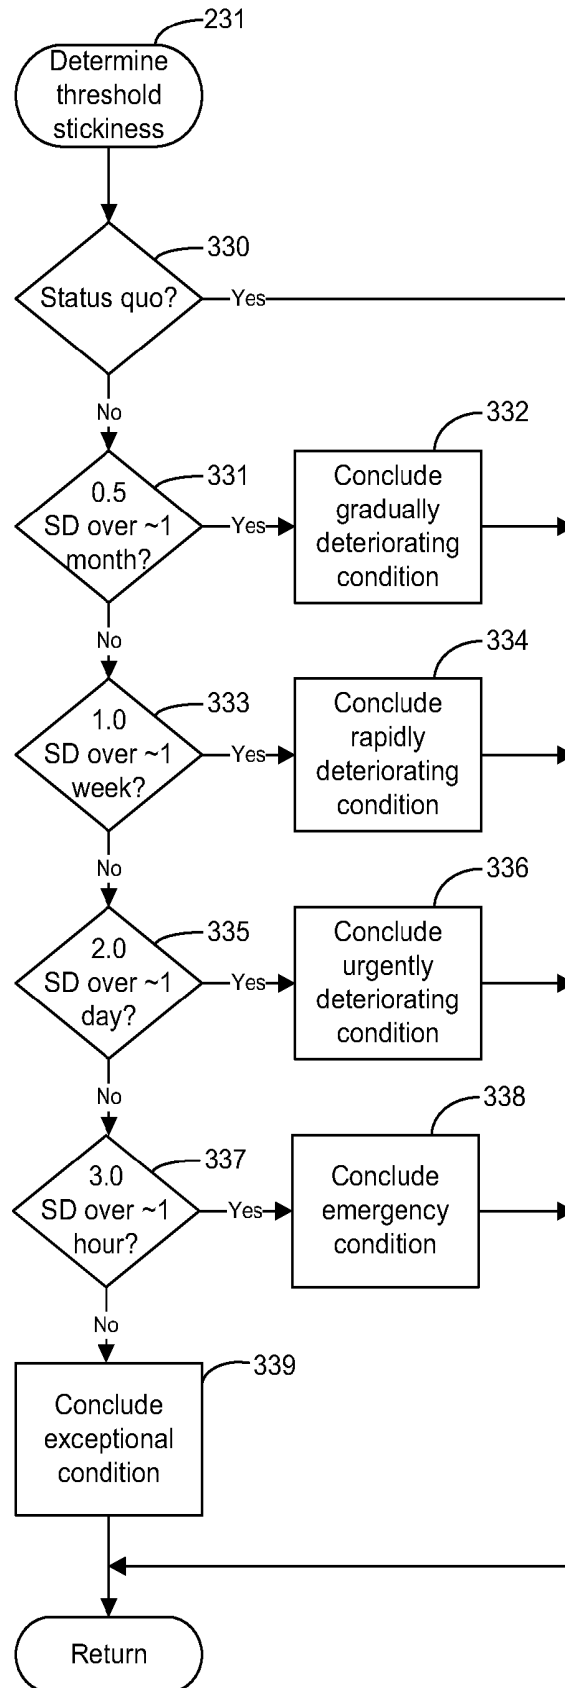 231
Determine
threshold
stickiness
330
Status quo?
Yes
No
332
331
0.5
SD over ~1
month?
Yes
Conclude
gradually
deteriorating
condition
No
334
333
1.0
SD over ~1
week?
Yes
Conclude
rapidly
deteriorating
condition
No
336
335
2.0
SD over ~1
day?
Yes
Conclude
urgently
deteriorating
condition
No
338
337
3.0
SD over ~1
hour?
Yes
Conclude
emergency
condition
No
339
Conclude
exceptional
condition
Return